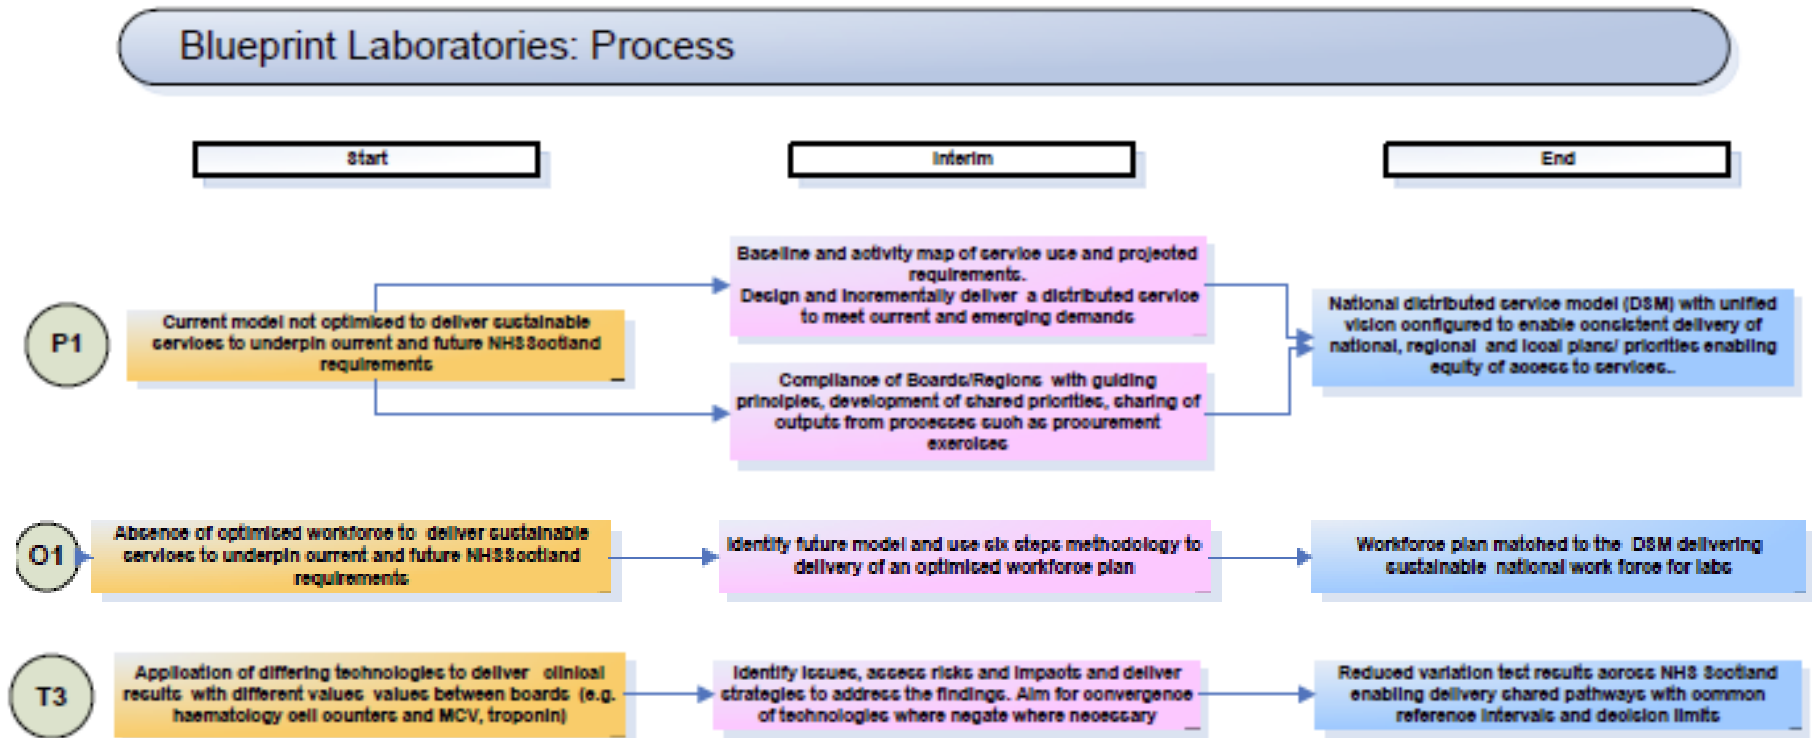 Blueprint Laboratories: Process
Start
Interim
End
P1
Current model not optimised to deliver sustainable
services to underpin current and future NHSScotland
requirements
Baseline and activity map of service use and projected
requirements.
Design and incrementally deliver a distributed service
to meet current and emerging demands
Compliance of Boards/Regions with guiding
principles, development of shared priorities, sharing of
outputs from processes such as procurement
exercises
National distributed service model (DSM) with unified
vision configured to enable consistent delivery of
national, regional and local plans/ priorities enabling
equity of access to services..
O1
Absence of optimised workforce to deliver sustainable
services to underpin current and future NHSScotland
requirements
Identify future model and use six steps methodology to
delivery of an optimised workforce plan
Workforce plan matched to the DSM delivering
sustainable national work force for labs
T3
Application of differing technologies to deliver clinical
results with different values values between boards (e.g.
haematology cell counters and MCV, troponin)
Identify issues, assess risks and impacts and deliver
strategies to address the findings. Aim for convergence
of technologies where negate where necessary
Reduced variation test results across NHS Scotland
enabling delivery shared pathways with common
reference intervals and decision limits